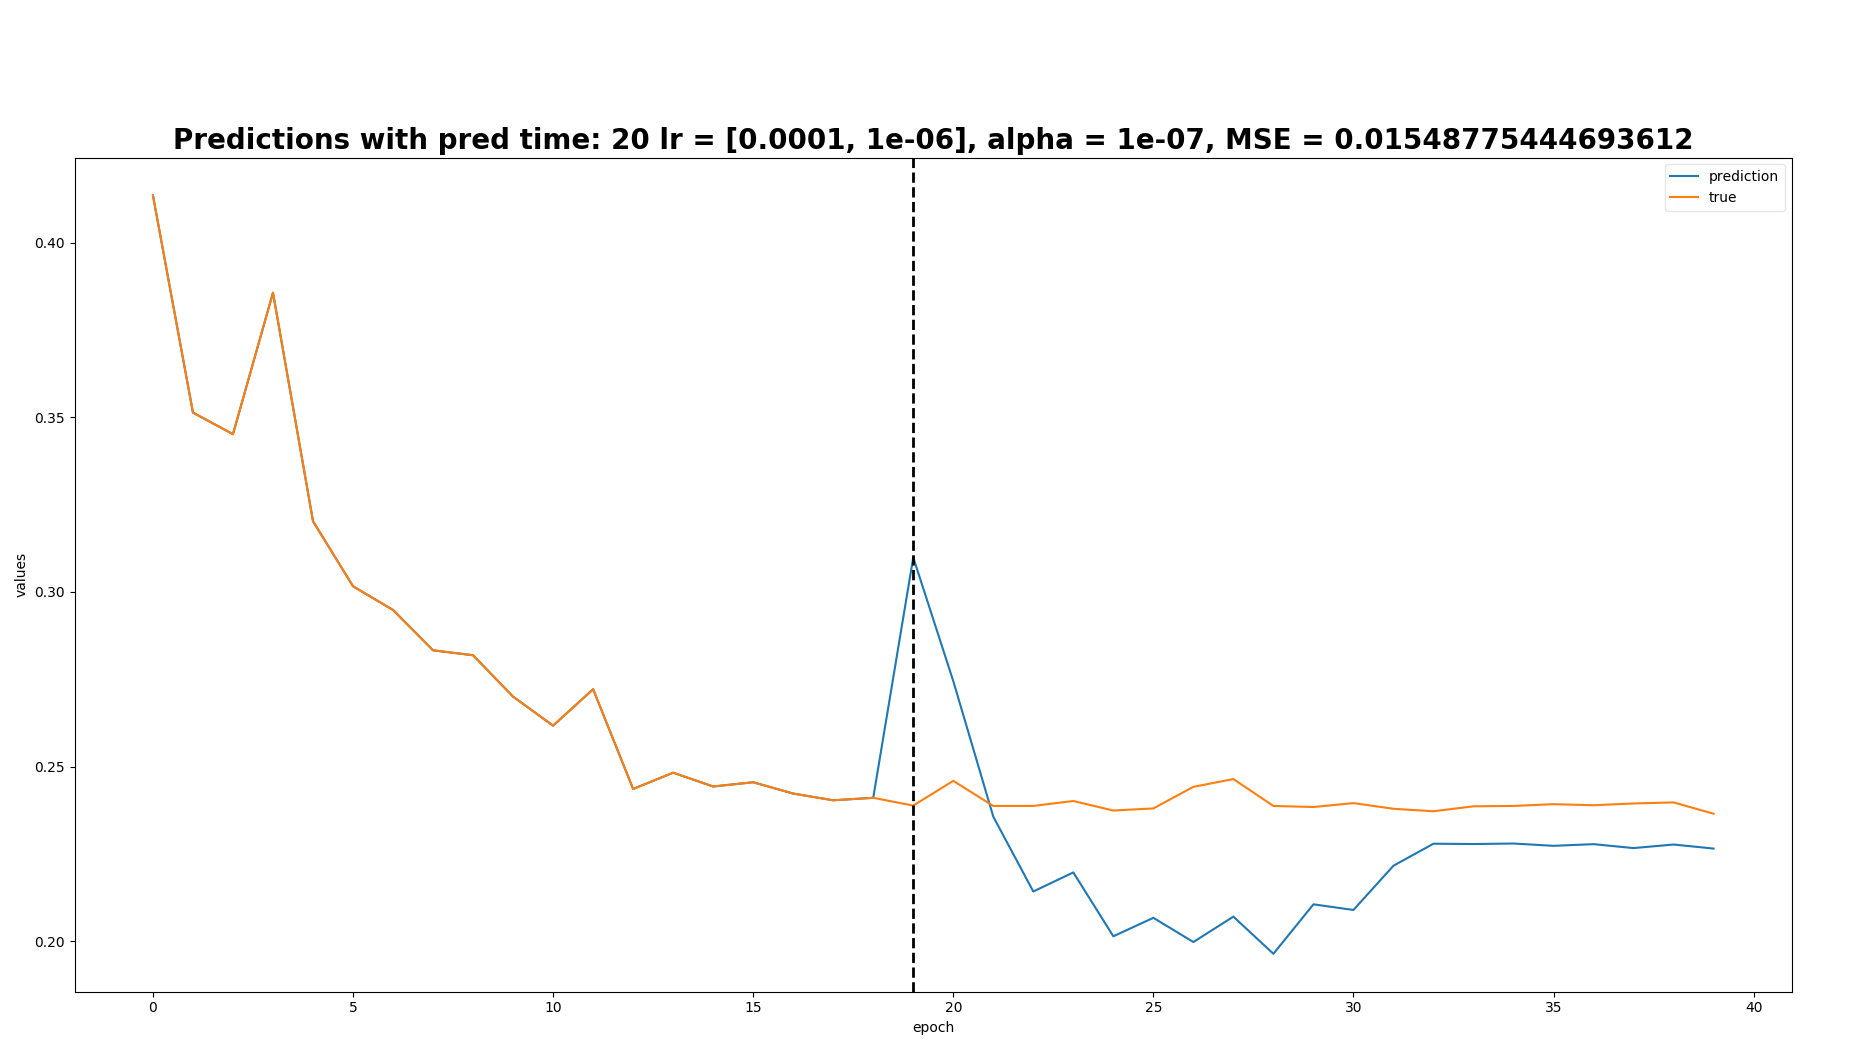 Predictions with pred time: 20 lr = [0.0001, 1e-06], alpha = 1e-07, MSE = 0.01548775444693612
prediction
true
0.40
0.35
0.30
0.25
0.20
values
0 5 10 15 20 25 30 35 40
epoch